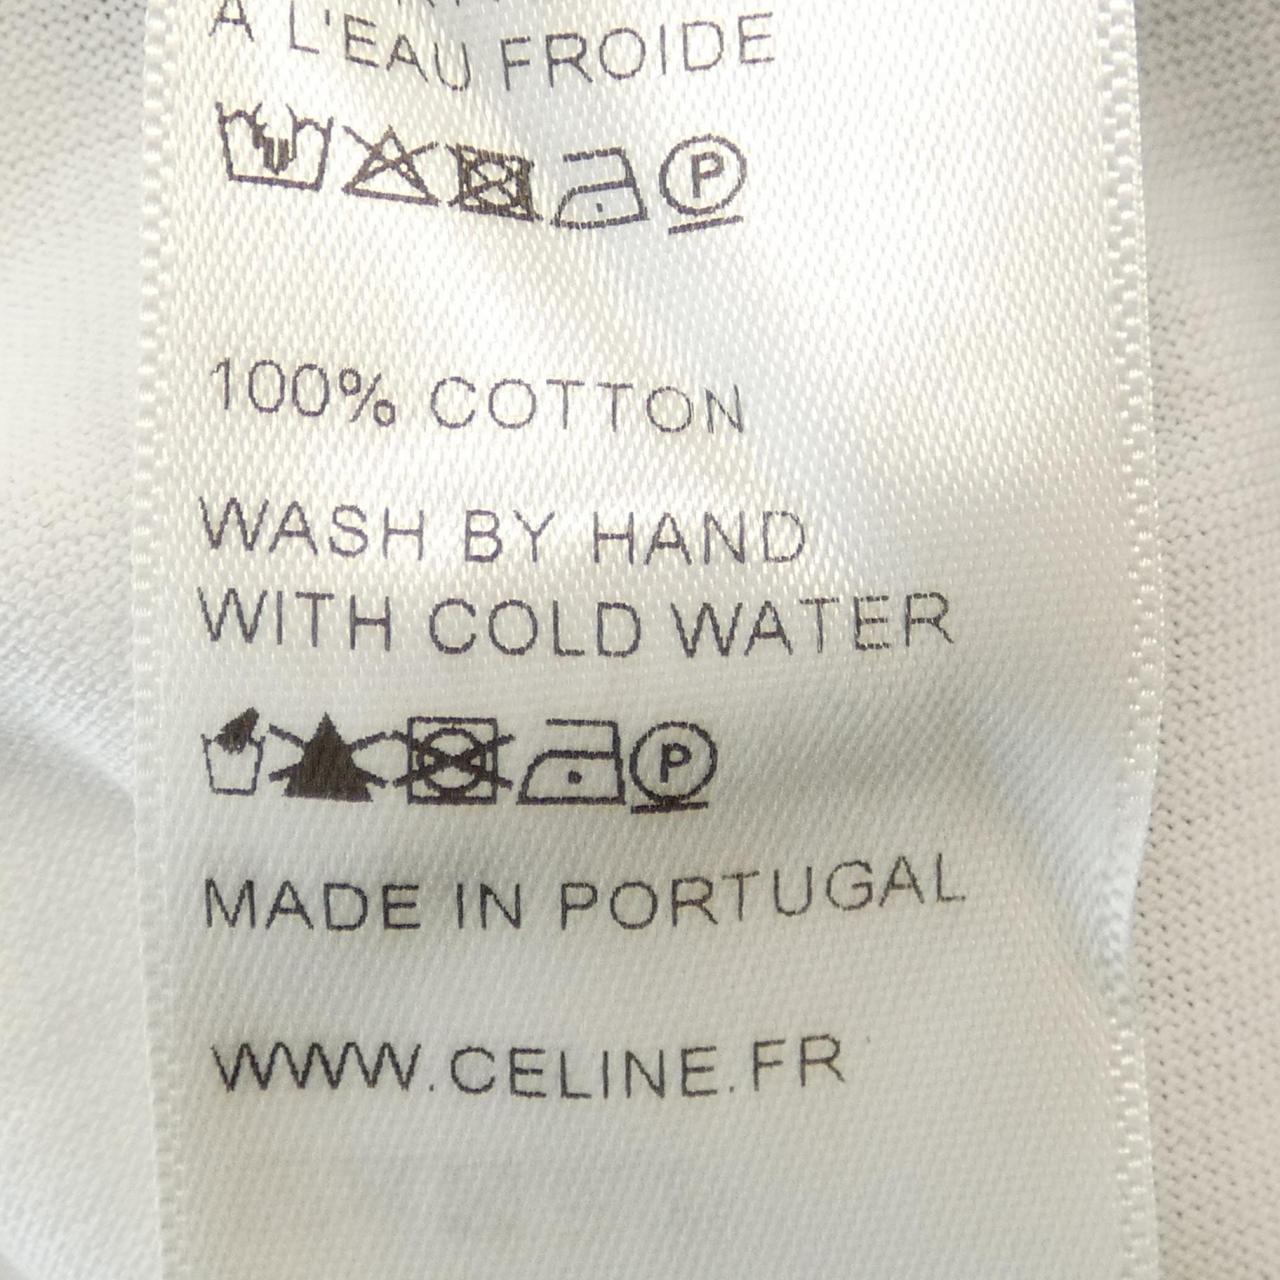 A L'EAU FROIDE
P
100% COTTON
WASH BY HAND
WITH COLD WATER
P
MADE IN PORTUGAL
WWW.CELINE.FR